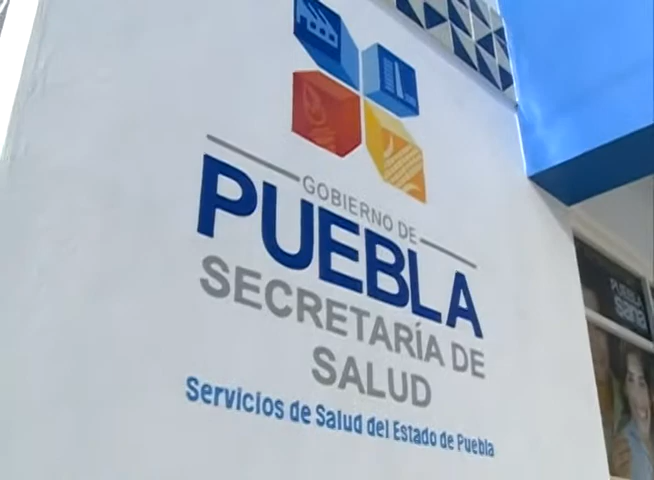 GOBIERNO DE
PUEBLA
SECRETARÍA DE
SALUD
Servicios de Salud del Estado de Puebla
PUEBLA
sana